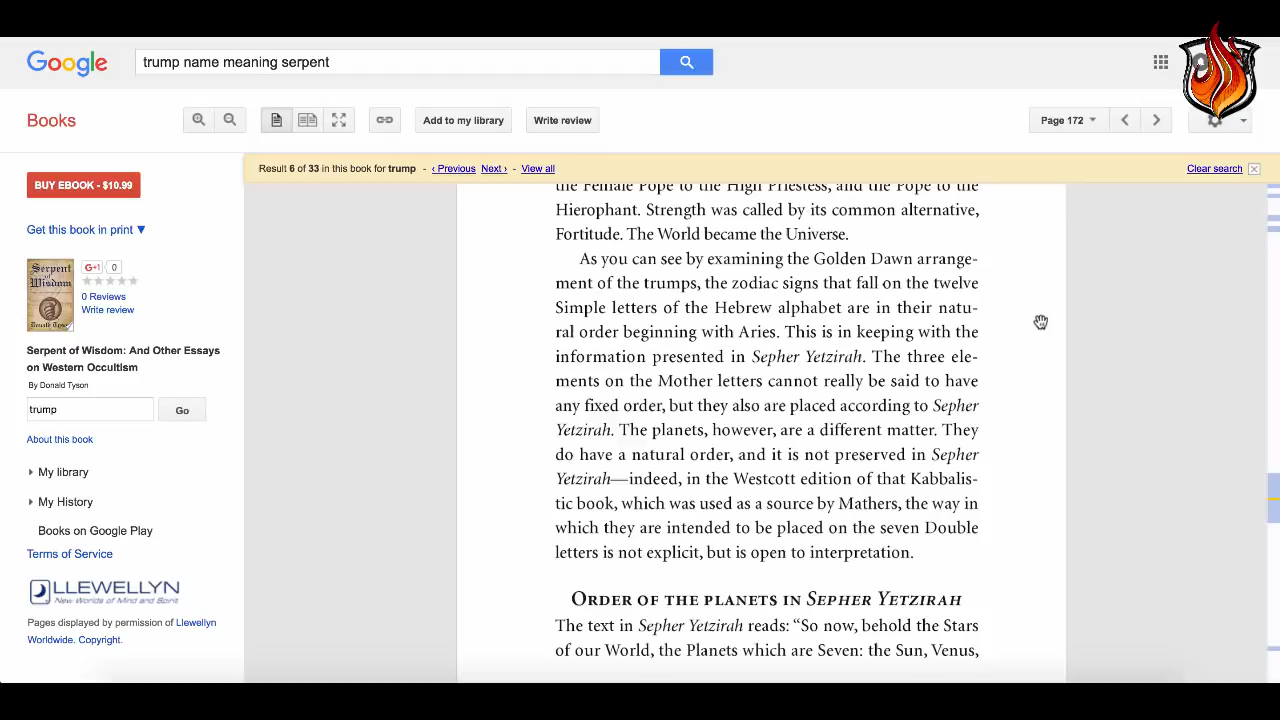 Google
trump name meaning serpent
Books
Add to my library
Write review
Page 172
Result 6 of 33 in this book for trump - ‹ Previous Next › - View all
Clear search
BUY EBOOK - $10.99
Get this book in print ▼
Serpent
of
Wisdom
Donald Tyson
G+1 0
0 Reviews
Write review
Serpent of Wisdom: And Other Essays
on Western Occultism
By Donald Tyson
trump
Go
About this book
My library
My History
Books on Google Play
Terms of Service
LLEWELLYN
New Worlds of Mind and Spirit
Pages displayed by permission of Llewellyn
Worldwide. Copyright.
the Female Pope to the High Priestess, and the Pope to the
Hierophant. Strength was called by its common alternative,
Fortitude. The World became the Universe.
As you can see by examining the Golden Dawn arrange-
ment of the trumps, the zodiac signs that fall on the twelve
Simple letters of the Hebrew alphabet are in their natu-
ral order beginning with Aries. This is in keeping with the
information presented in Sepher Yetzirah. The three ele-
ments on the Mother letters cannot really be said to have
any fixed order, but they also are placed according to Sepher
Yetzirah. The planets, however, are a different matter. They
do have a natural order, and it is not preserved in Sepher
Yetzirah—indeed, in the Westcott edition of that Kabbalis-
tic book, which was used as a source by Mathers, the way in
which they are intended to be placed on the seven Double
letters is not explicit, but is open to interpretation.
ORDER OF THE PLANETS IN SEPHER YETZIRAH
The text in Sepher Yetzirah reads: “So now, behold the Stars
of our World, the Planets which are Seven: the Sun, Venus,